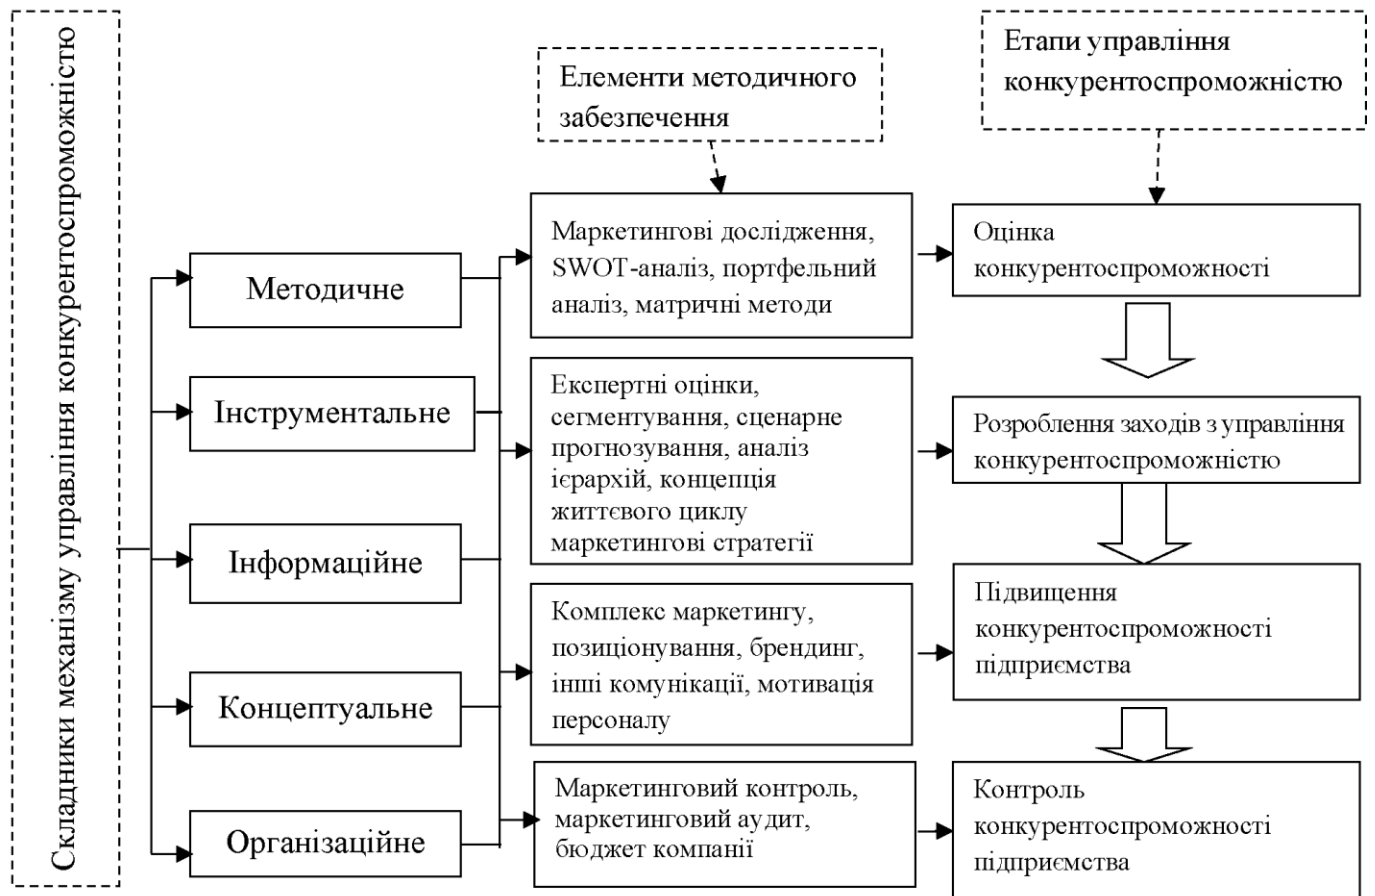 Складники механізму управління конкурентоспроможністю
Елементи методичного
забезпечення
Етапи управління
конкурентоспроможністю
Методичне
Інструментальне
Інформаційне
Концептуальне
Організаційне
Маркетингові дослідження,
SWOT-аналіз, портфельний
аналіз, матричні методи
Експертні оцінки,
сегментування, сценарне
прогнозування, аналіз
ієрархій, концепція
життєвого циклу
маркетингові стратегії
Комплекс маркетингу,
позиціонування, брендинг,
інші комунікації, мотивація
персоналу
Маркетинговий контроль,
маркетинговий аудит,
бюджет компанії
Оцінка
конкурентоспроможності
Розроблення заходів з управління
конкурентоспроможністю
Підвищення
конкурентоспроможності
підприємства
Контроль
конкурентоспроможності
підприємства